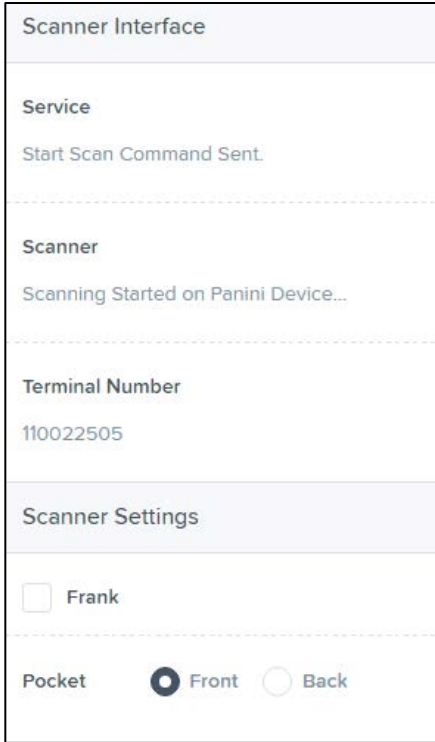 Scanner Interface
Service
Start Scan Command Sent.
Scanner
Scanning Started on Panini Device...
Terminal Number
110022505
Scanner Settings
Frank
Pocket Front Back